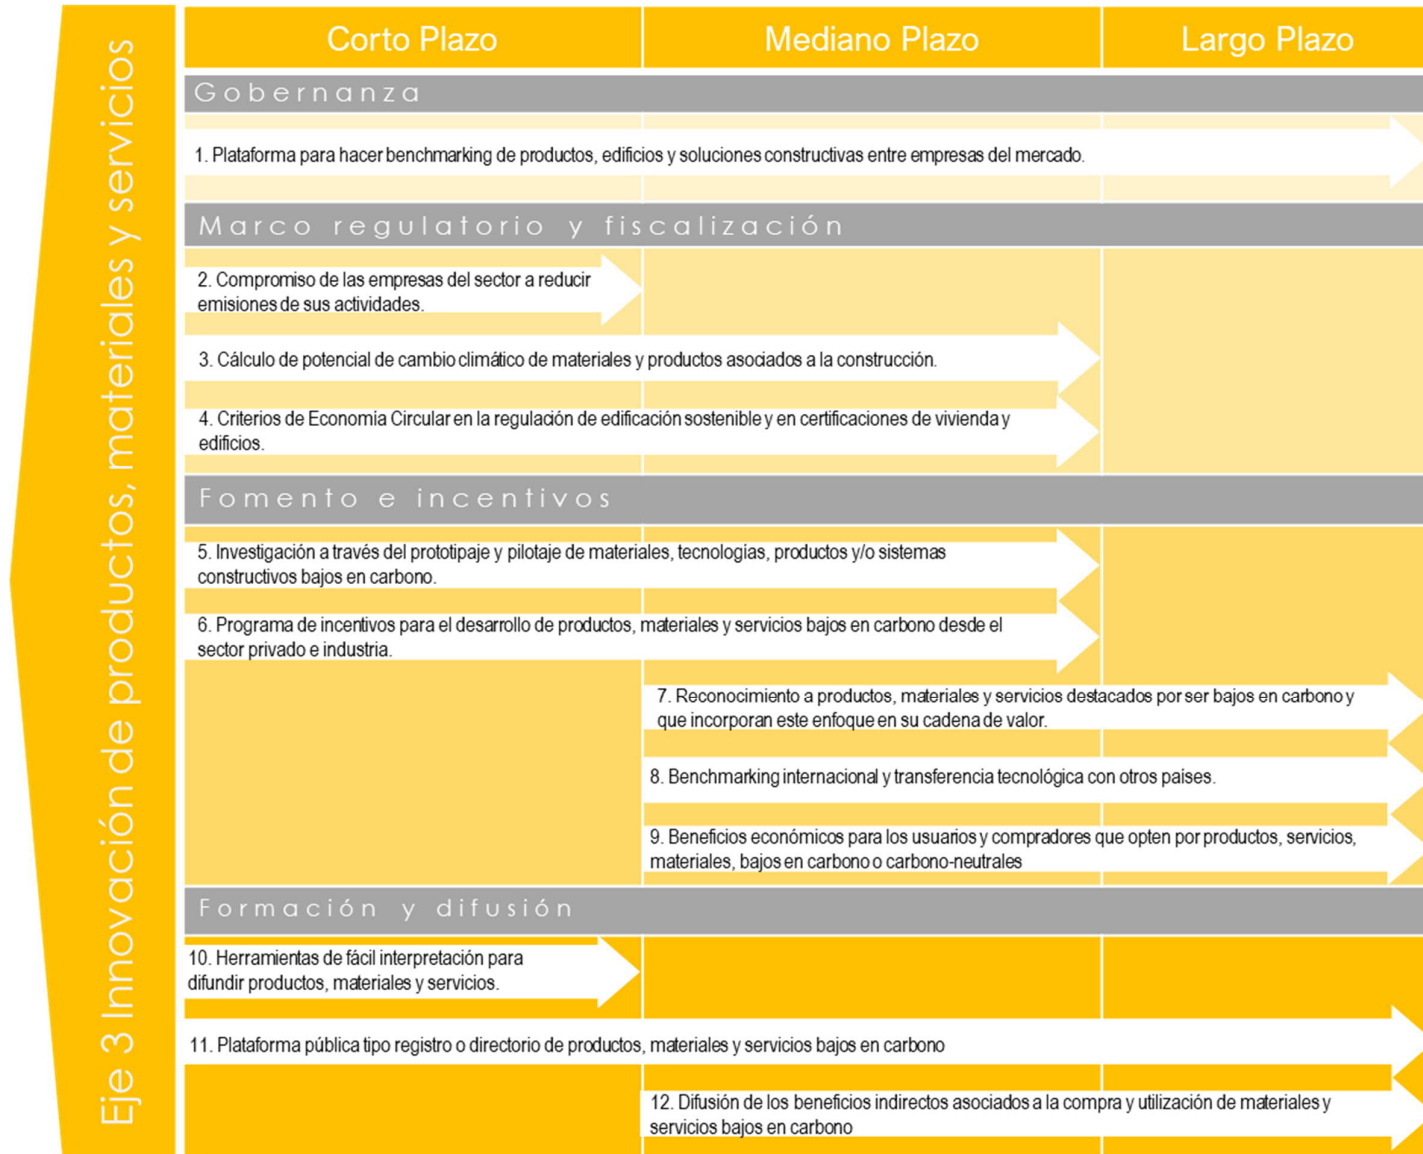 Eje 3 Innovación de productos, materiales y servicios
Corto Plazo
Mediano Plazo
Largo Plazo
Gobernanza
1. Plataforma para hacer benchmarking de productos, edificios y soluciones constructivas entre empresas del mercado.
Marco regulatorio y fiscalización
2. Compromiso de las empresas del sector a reducir
emisiones de sus actividades.
3. Cálculo de potencial de cambio climático de materiales y productos asociados a la construcción.
4. Criterios de Economía Circular en la regulación de edificación sostenible y en certificaciones de vivienda y
edificios.
Fomento e incentivos
5. Investigación a través del prototipaje y pilotaje de materiales, tecnologías, productos y/o sistemas
constructivos bajos en carbono.
6. Programa de incentivos para el desarrollo de productos, materiales y servicios bajos en carbono desde el
sector privado e industria.
7. Reconocimiento a productos, materiales y servicios destacados por ser bajos en carbono y
que incorporan este enfoque en su cadena de valor.
8. Benchmarking internacional y transferencia tecnológica con otros países.
9. Beneficios económicos para los usuarios y compradores que opten por productos, servicios,
materiales, bajos en carbono o carbono-neutrales
Formación y difusión
10. Herramientas de fácil interpretación para
difundir productos, materiales y servicios.
11. Plataforma pública tipo registro o directorio de productos, materiales y servicios bajos en carbono
12. Difusión de los beneficios indirectos asociados a la compra y utilización de materiales y
servicios bajos en carbono